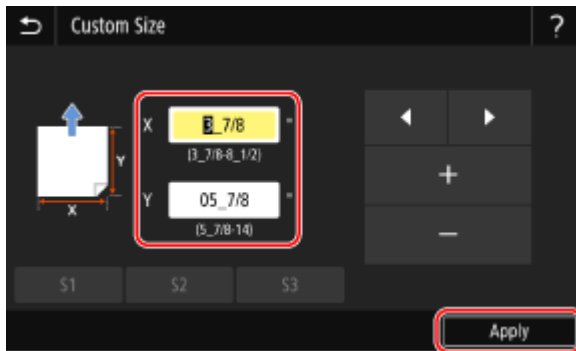 Custom Size
?
X 3_7/8 "
(3_7/8-8_1/2)
Y
X
Y 05_7/8 "
(5_7/8-14)
+
−
S1 S2 S3
Apply